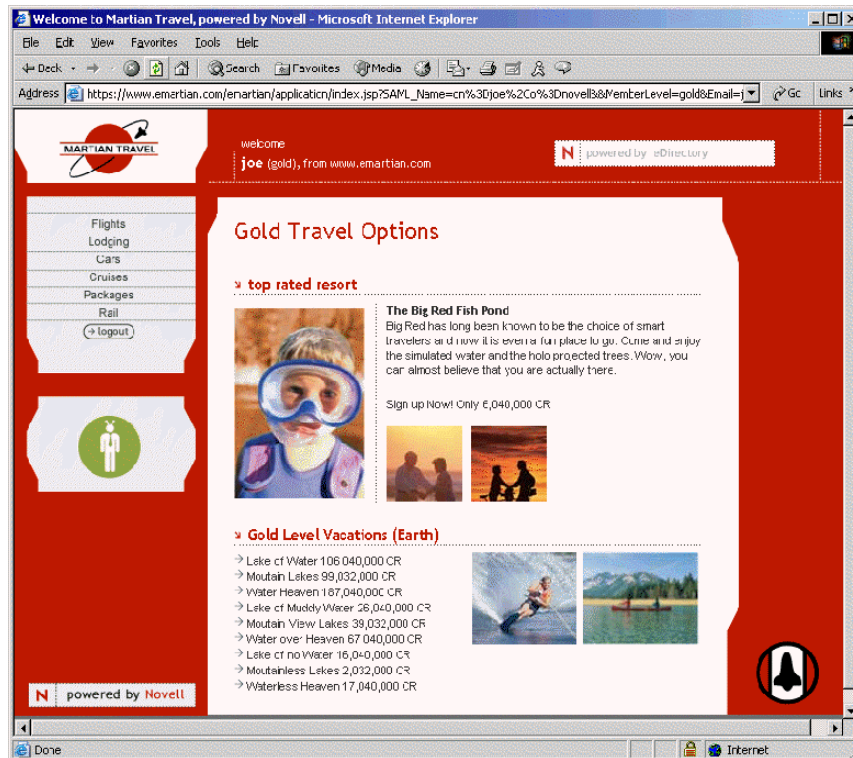 Welcome to Martian Travel, powered by Novell - Microsoft Internet Explorer
File Edit View Favorites Tools Help
Back Search Favorites Media
Address https://www.emartian.com/emartian/application/index.jsp?SAML_Name=cn%3Djoe%2Co%3Dnovell&MemberLevel=gold&Email=j Go Links
MARTIAN TRAVEL
welcome
joe (gold), from www.emartian.com
N powered by eDirectory
Flights
Lodging
Cars
Cruises
Packages
Rail
logout
Gold Travel Options
top rated resort
The Big Red Fish Pond
Big Red has long been known to be the choice of smart
travelers and now it is even a fun place to go. Come and enjoy
the simulated water and the holo projected trees. Wow, you
can almost believe that you are actually there.
Sign up Now! Only 6,040,000 CR
Gold Level Vacations (Earth)
Lake of Water 106 040,000 CR
Moutain Lakes 99,032,000 CR
Water Heaven 187,040,000 CR
Lake of Muddy Water 26,040,000 CR
Moutain View Lakes 39,032,000 CR
Water over Heaven 67 040,000 CR
Lake of no Water 16,040,000 CR
Moutainless Lakes 2,032,000 CR
Waterless Heaven 17,040,000 CR
N powered by Novell
Done Internet